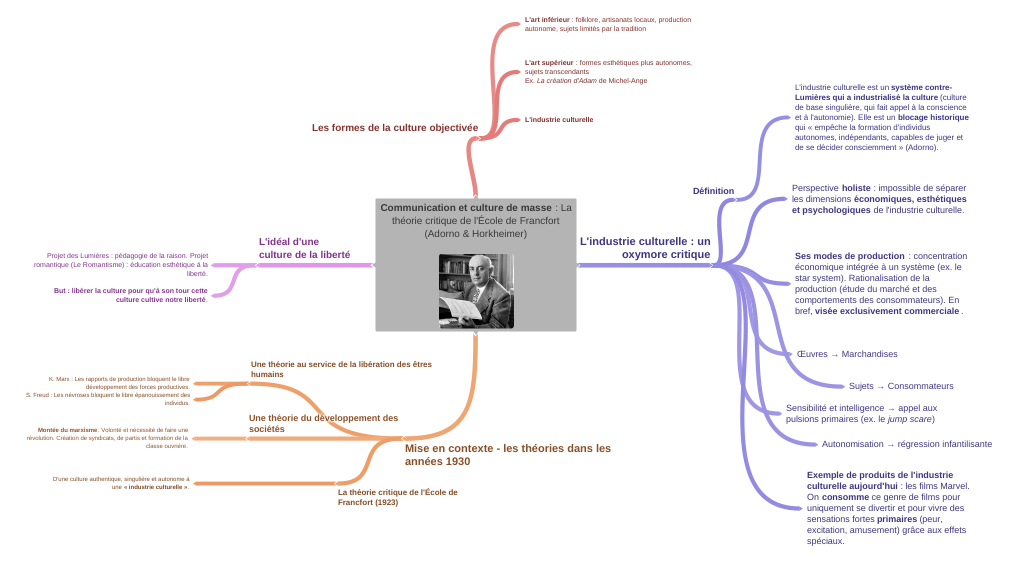 Communication et culture de masse : La
théorie critique de l'École de Francfort
(Adorno & Horkheimer)
Les formes de la culture objectivée
L'art inférieur : folklore, artisanats locaux, production
autonome, sujets limités par la tradition
L'art supérieur : formes esthétiques plus autonomes,
sujets transcendants
Ex. La création d'Adam de Michel-Ange
L'industrie culturelle
L'industrie culturelle : un
oxymore critique
Définition
L'industrie culturelle est un système contre-
Lumières qui a industrialisé la culture (culture
de base singulière, qui fait appel à la conscience
et à l'autonomie). Elle est un blocage historique
qui « empêche la formation d'individus
autonomes, indépendants, capables de juger et
de se décider consciemment » (Adorno).
Perspective holiste : impossible de séparer
les dimensions économiques, esthétiques
et psychologiques de l'industrie culturelle.
Ses modes de production : concentration
économique intégrée à un système (ex. le
star system). Rationalisation de la
production (étude du marché et des
comportements des consommateurs). En
bref, visée exclusivement commerciale .
Œuvres → Marchandises
Sujets → Consommateurs
Sensibilité et intelligence → appel aux
pulsions primaires (ex. le jump scare)
Autonomisation → régression infantilisante
Exemple de produits de l'industrie
culturelle aujourd'hui : les films Marvel.
On consomme ce genre de films pour
uniquement se divertir et pour vivre des
sensations fortes primaires (peur,
excitation, amusement) grâce aux effets
spéciaux.
L'idéal d'une
culture de la liberté
Projet des Lumières : pédagogie de la raison. Projet
romantique (Le Romantisme) : éducation esthétique à la
liberté.
But : libérer la culture pour qu'à son tour cette
culture cultive notre liberté.
Mise en contexte - les théories dans les
années 1930
Une théorie au service de la libération des êtres
humains
K. Marx : Les rapports de production bloquent le libre
développement des forces productives.
S. Freud : Les névroses bloquent le libre épanouissement des
individus.
Une théorie du développement des
sociétés
Montée du marxisme. Volonté et nécessité de faire une
révolution. Création de syndicats, de partis et formation de la
classe ouvrière.
La théorie critique de l'École de
Francfort (1923)
D'une culture authentique, singulière et autonome à
une « industrie culturelle ».